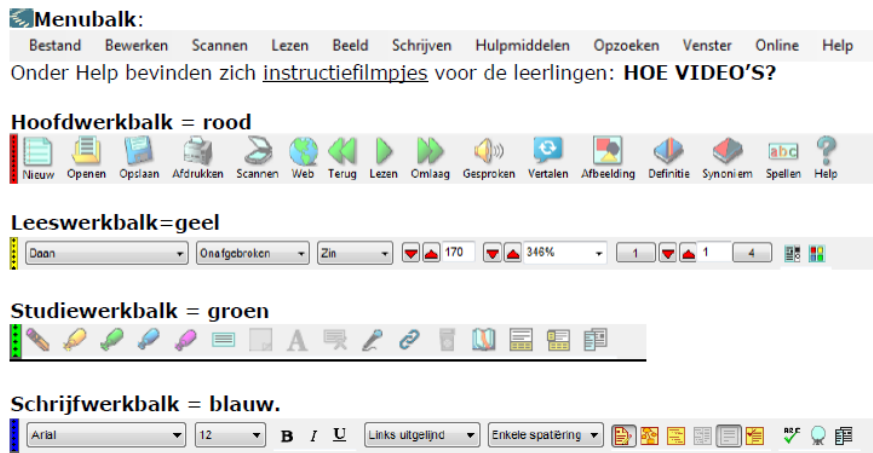 Menubalk:
Bestand Bewerken Scannen Lezen Beeld Schrijven Hulpmiddelen Opzoeken Venster Online Help
Onder Help bevinden zich instructiefilmpjes voor de leerlingen: HOE VIDEO'S?
Hoofdwerkbalk = rood
Nieuw Openen Opslaan Afdrukken Scannen Web Terug Lezen Omlaag Gesproken Vertalen Afbeelding Definitie Synoniem Spellen Help
Leeswerkbalk=geel
Daan Onafgebroken Zin 170 346% 1 1 4
Studiewerkbalk = groen
Schrijfwerkbalk = blauw.
Arial 12 B I U Links uitgelijnd Enkele spatiëring